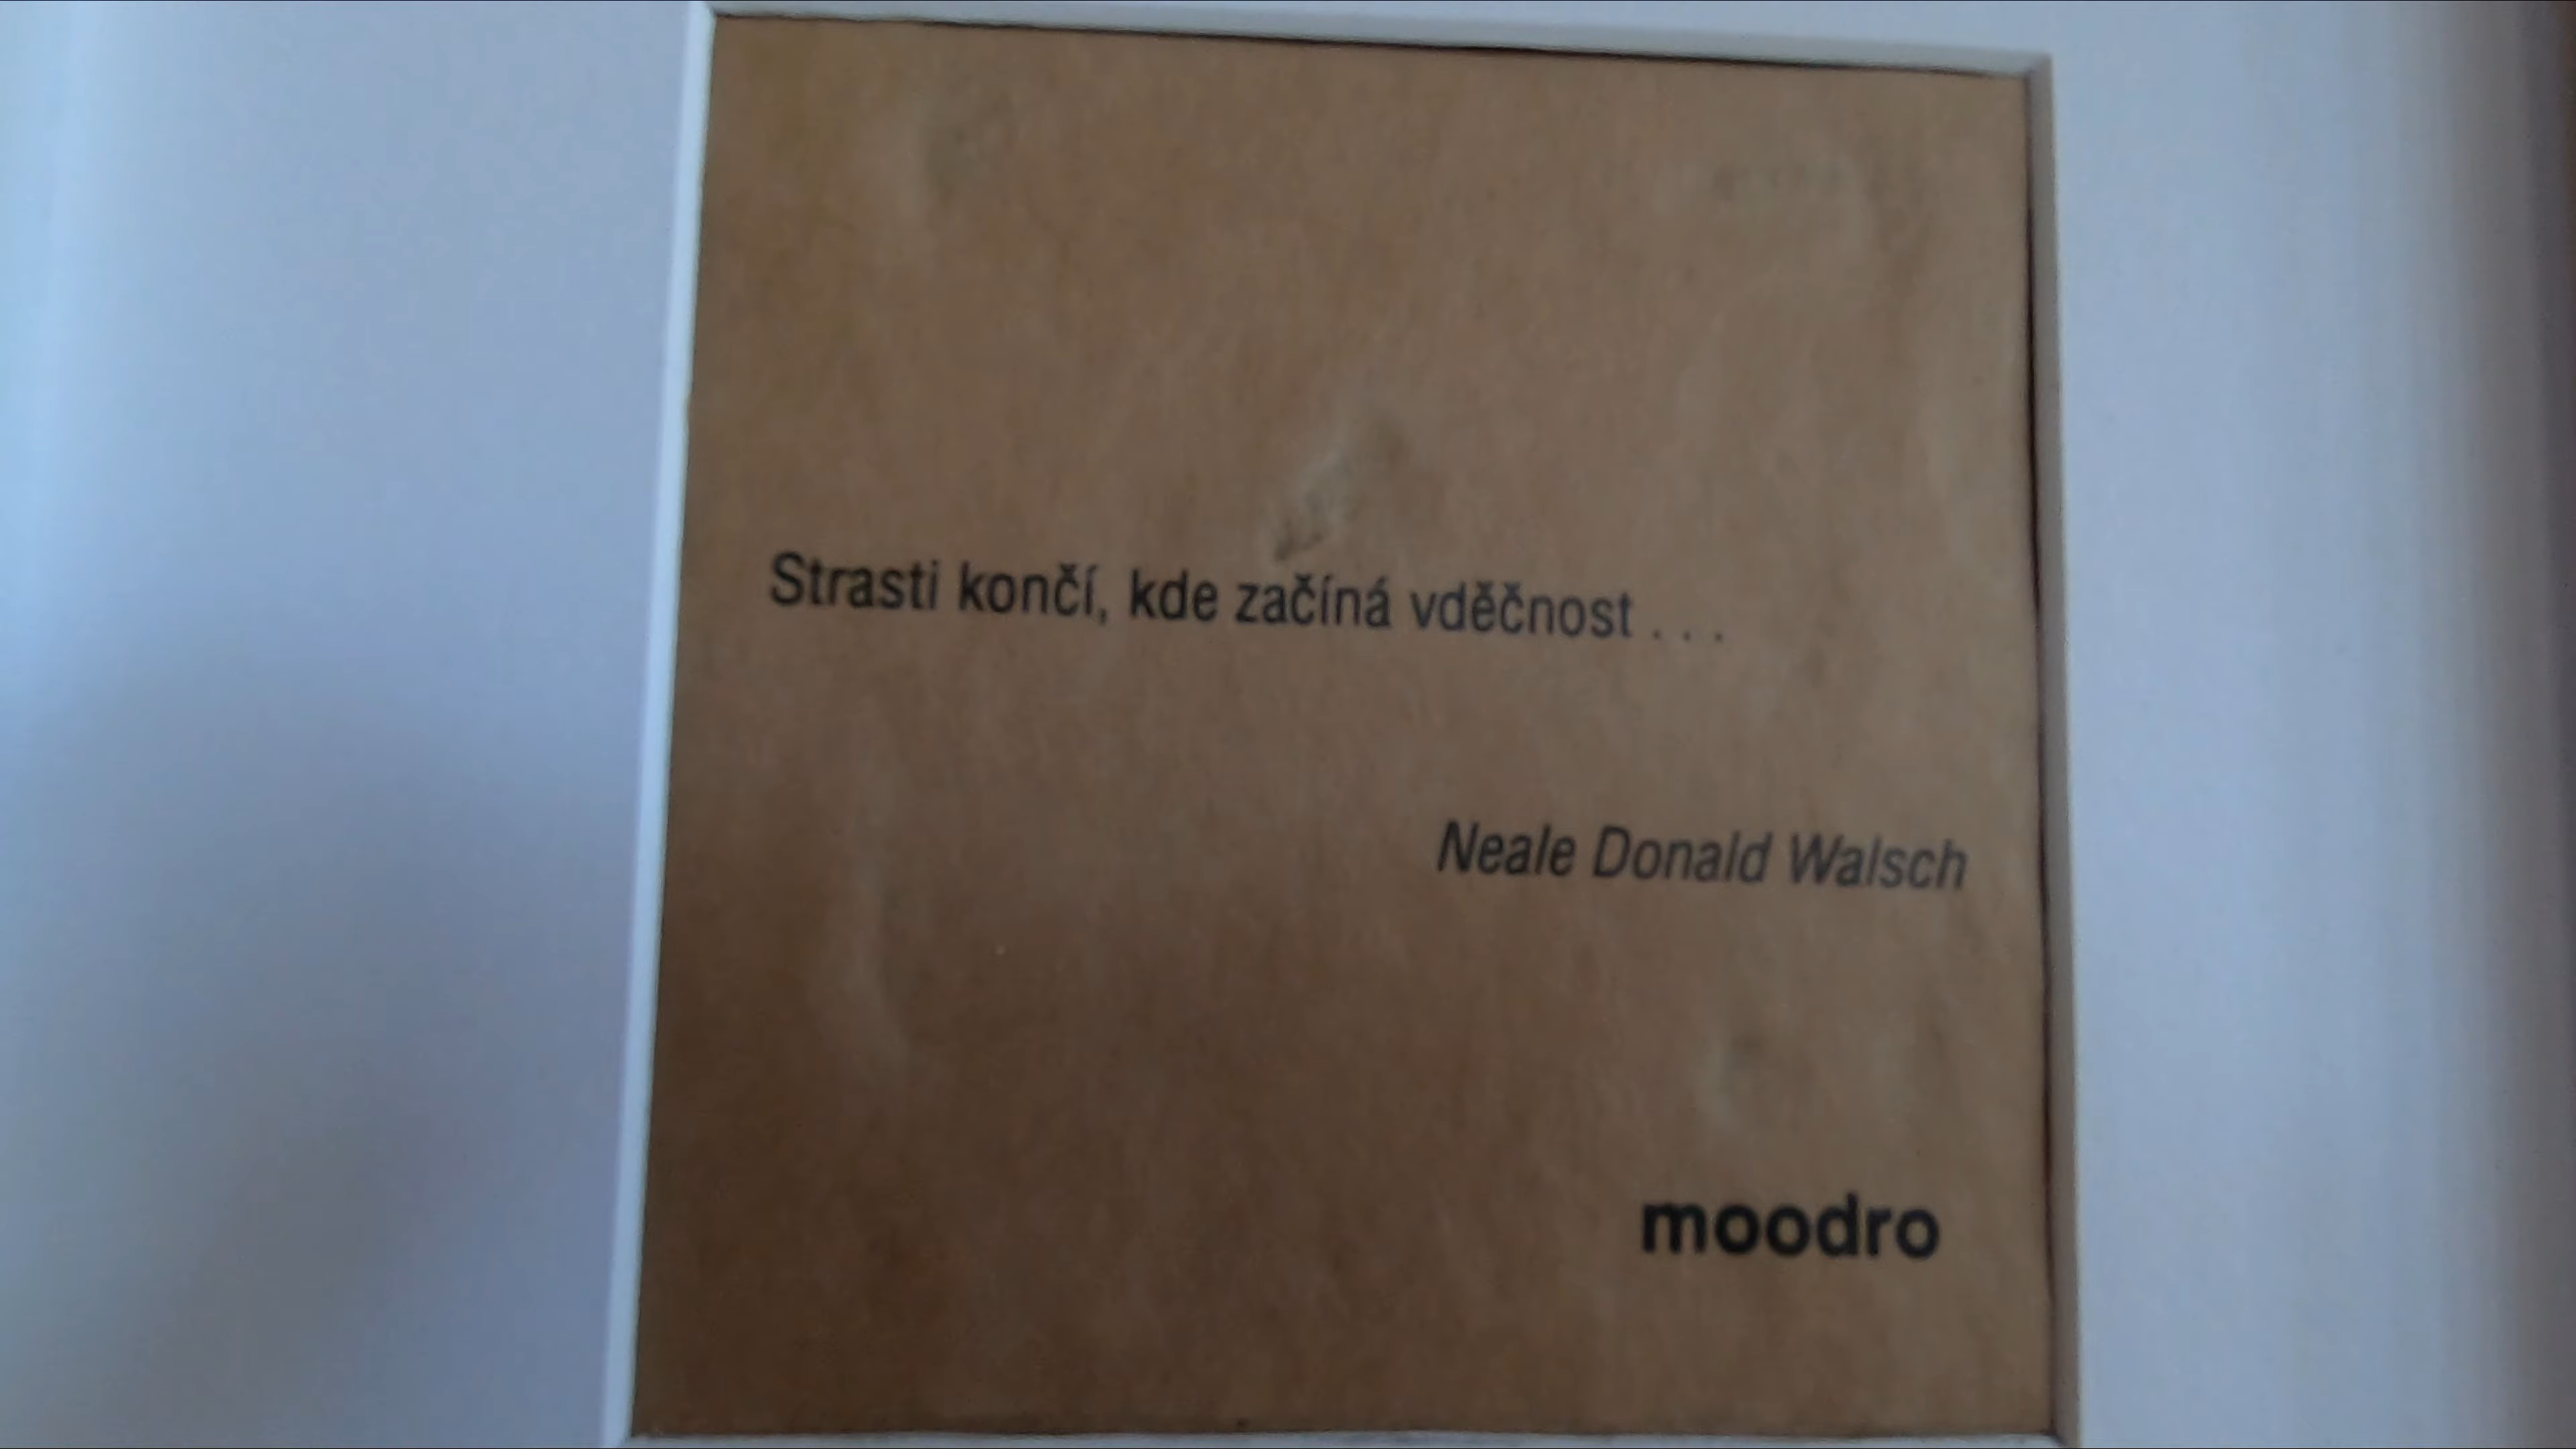 Strasti končí, kde začíná vděčnost . . .
Neale Donald Walsch
moodro